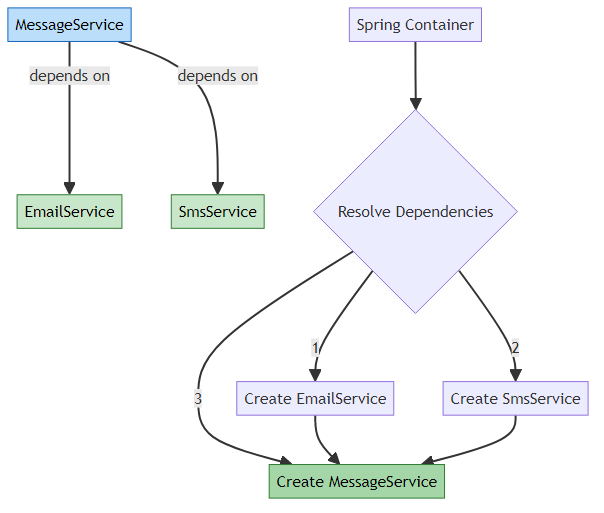 MessageService
Spring Container
depends on
depends on
EmailService
SmsService
Resolve Dependencies
1
2
3
Create EmailService
Create SmsService
Create MessageService